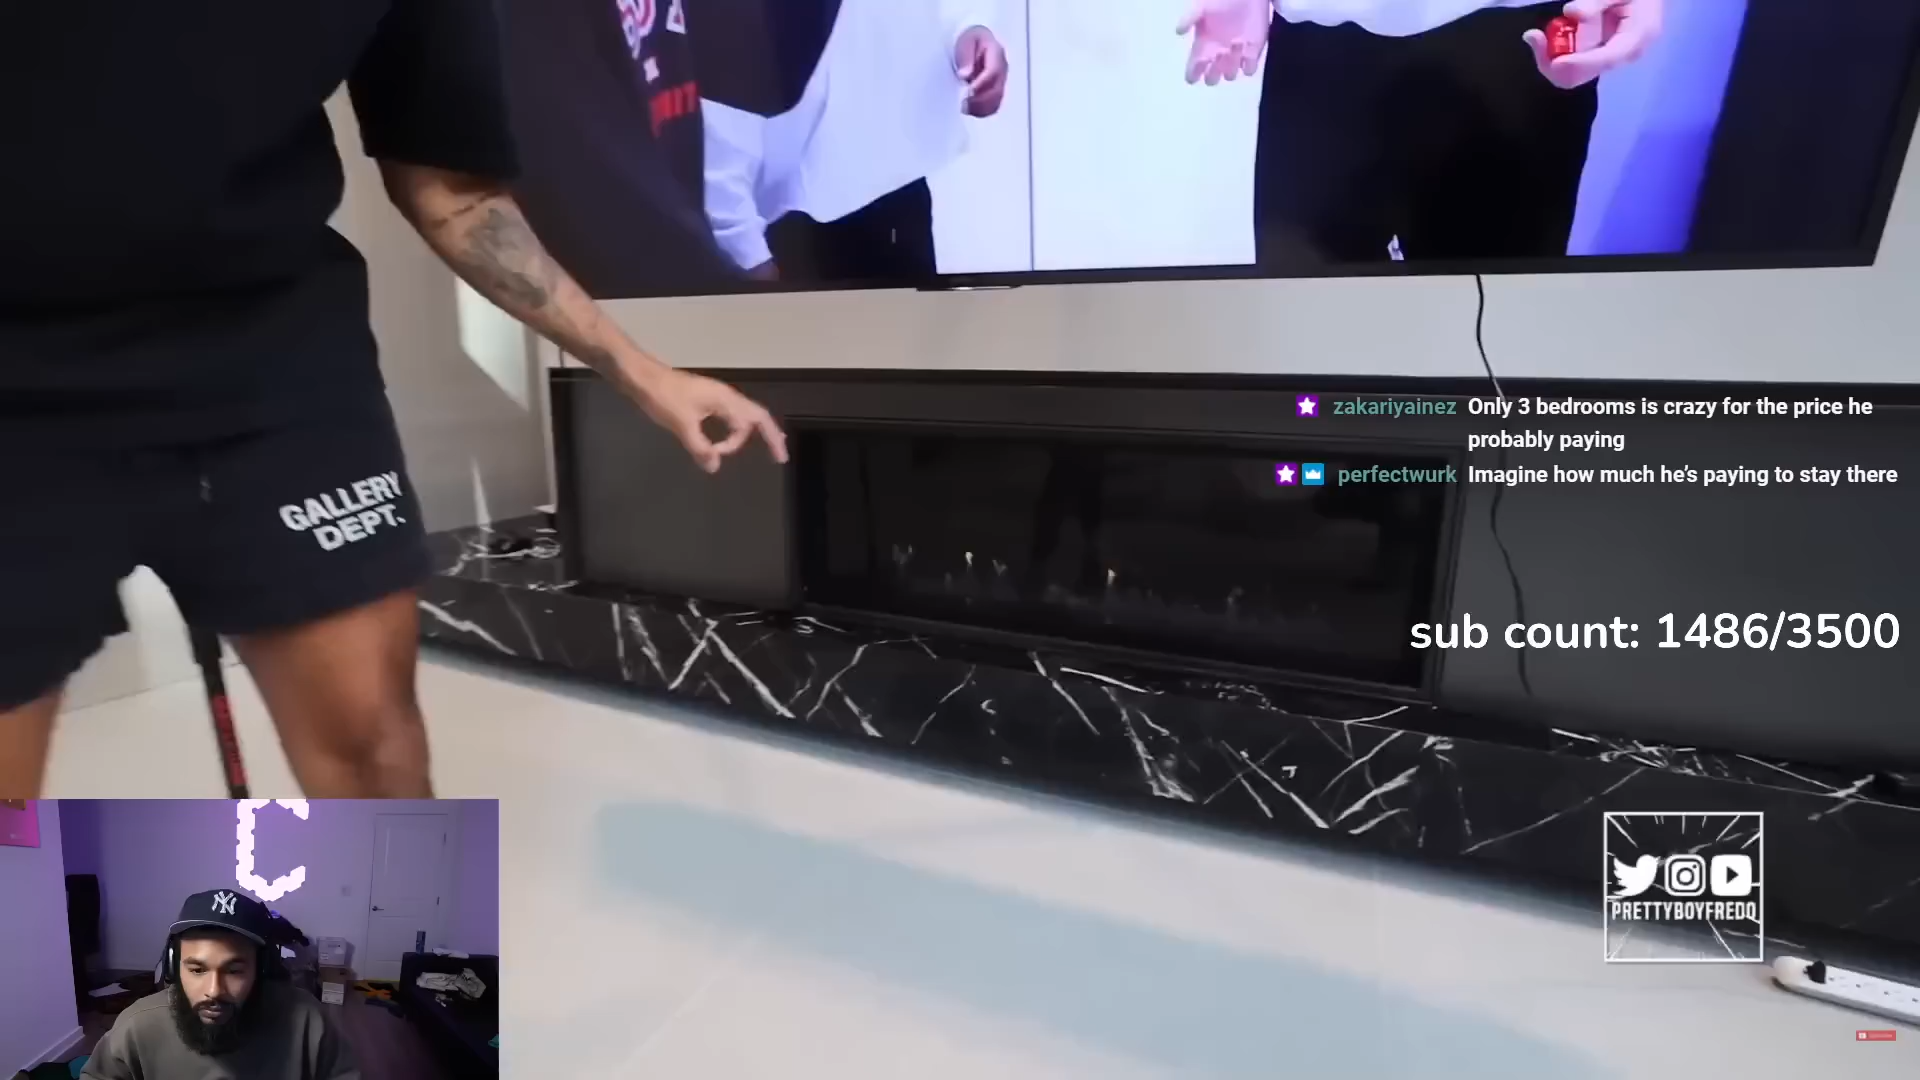 GALLERY
DEPT.
zakariyainez Only 3 bedrooms is crazy for the price he
probably paying
perfectwurk Imagine how much he's paying to stay there
sub count: 1486/3500
PRETTYBOYFREDO
NY
C